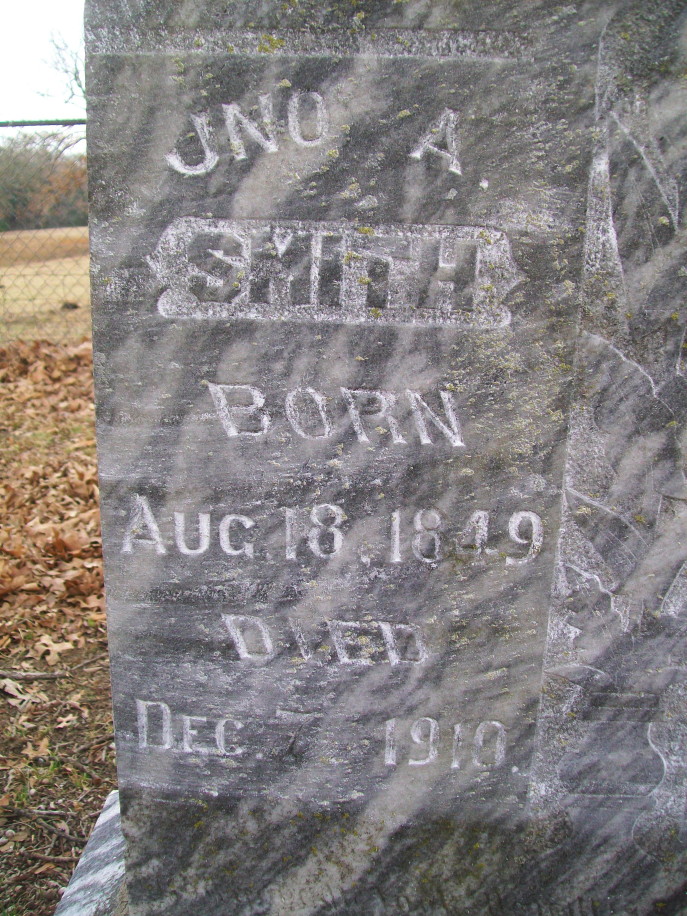 JNO A.
SMITH
BORN
AUG 18, 1849
DIED
DEC. 7 1910.